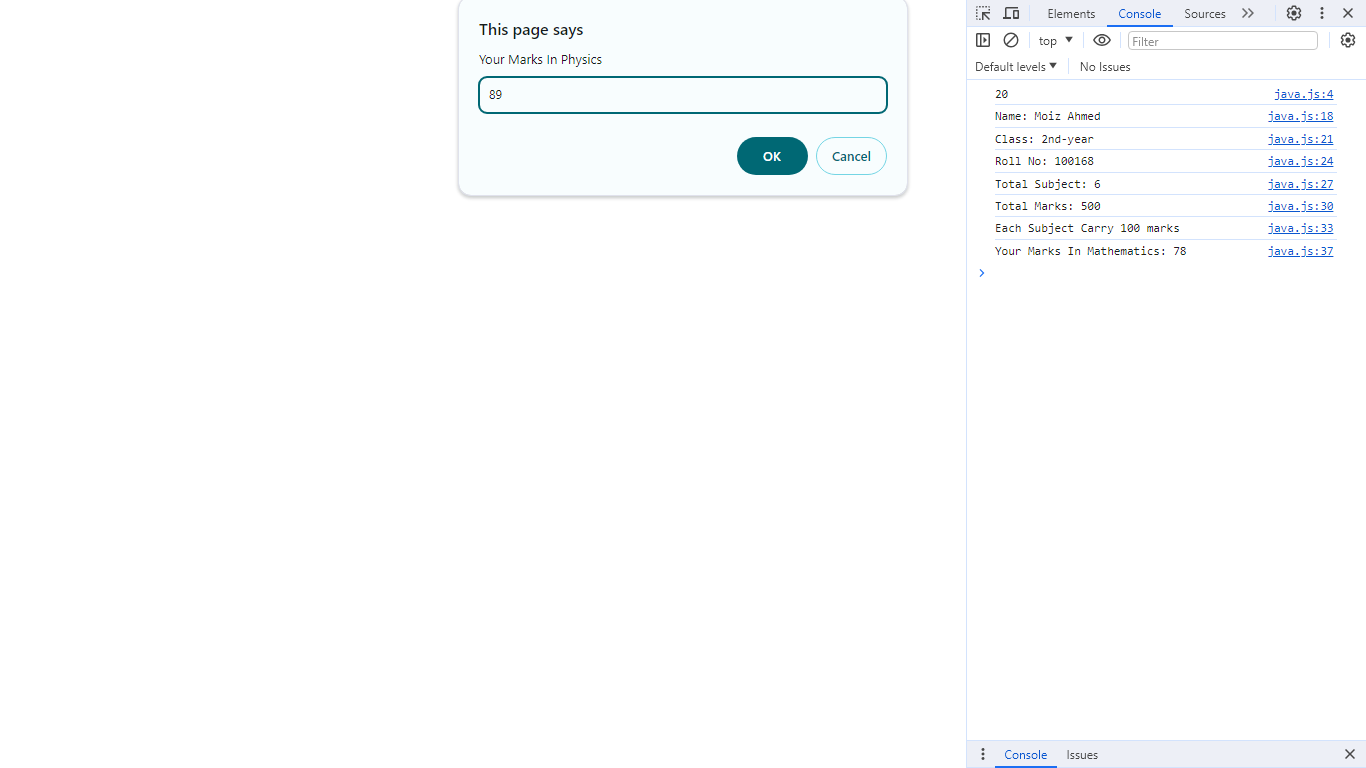 This page says
Your Marks In Physics
89
OK Cancel
Elements Console Sources
top Filter
Default levels No Issues
20 java.js:4
Name: Moiz Ahmed java.js:18
Class: 2nd-year java.js:21
Roll No: 100168 java.js:24
Total Subject: 6 java.js:27
Total Marks: 500 java.js:30
Each Subject Carry 100 marks java.js:33
Your Marks In Mathematics: 78 java.js:37
Console Issues